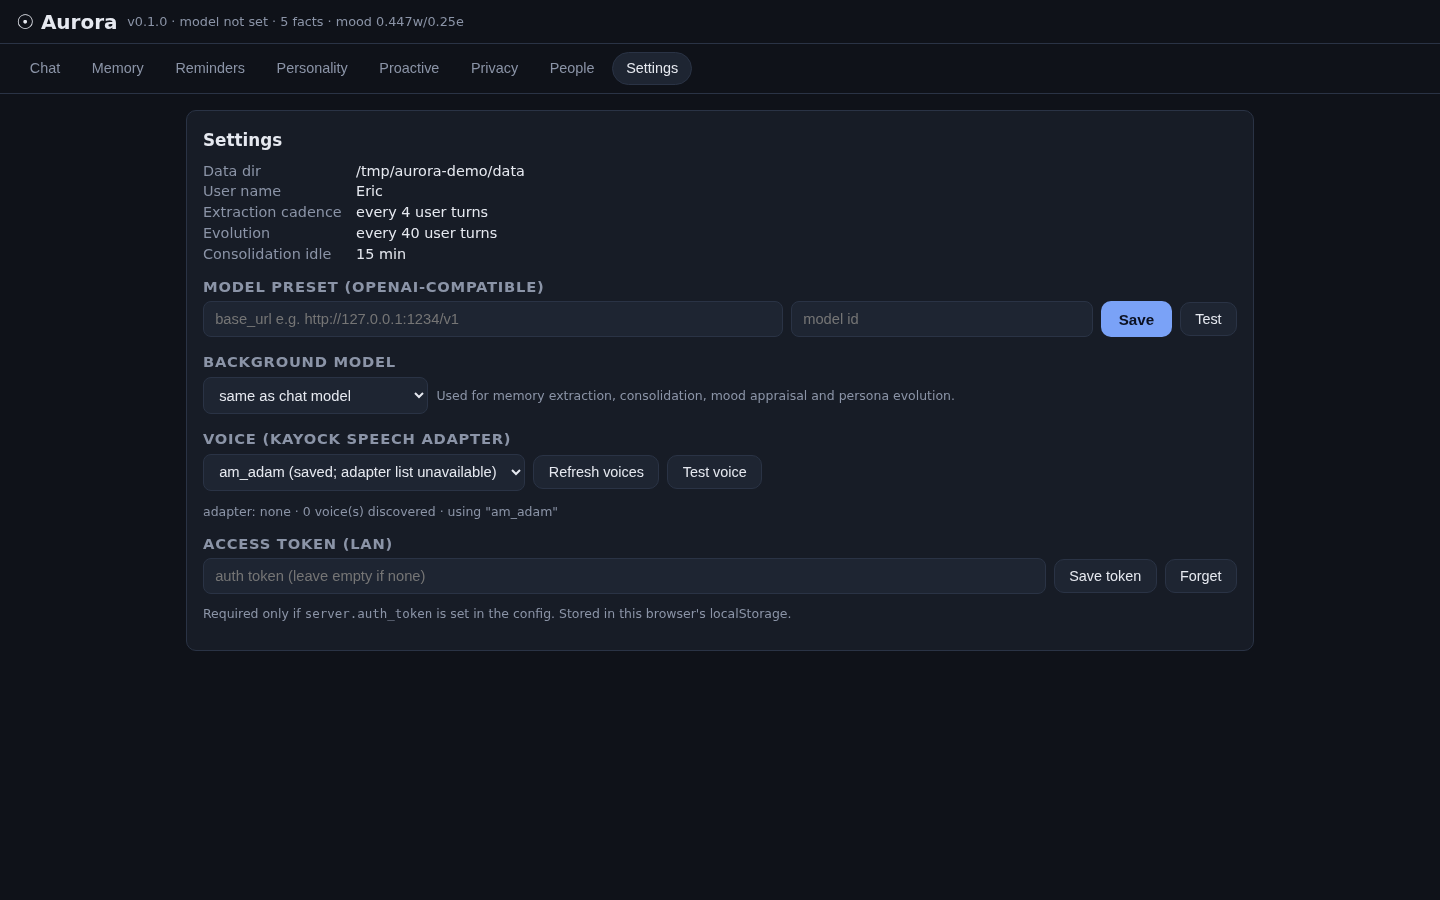 Aurora v0.1.0 · model not set · 5 facts · mood 0.447w/0.25e
Chat Memory Reminders Personality Proactive Privacy People Settings
Settings
Data dir /tmp/aurora-demo/data
User name Eric
Extraction cadence every 4 user turns
Evolution every 40 user turns
Consolidation idle 15 min
MODEL PRESET (OPENAI-COMPATIBLE)
base_url e.g. http://127.0.0.1:1234/v1 model id Save Test
BACKGROUND MODEL
same as chat model Used for memory extraction, consolidation, mood appraisal and persona evolution.
VOICE (KAYOCK SPEECH ADAPTER)
am_adam (saved; adapter list unavailable) Refresh voices Test voice
adapter: none · 0 voice(s) discovered · using "am_adam"
ACCESS TOKEN (LAN)
auth token (leave empty if none) Save token Forget
Required only if server.auth_token is set in the config. Stored in this browser's localStorage.